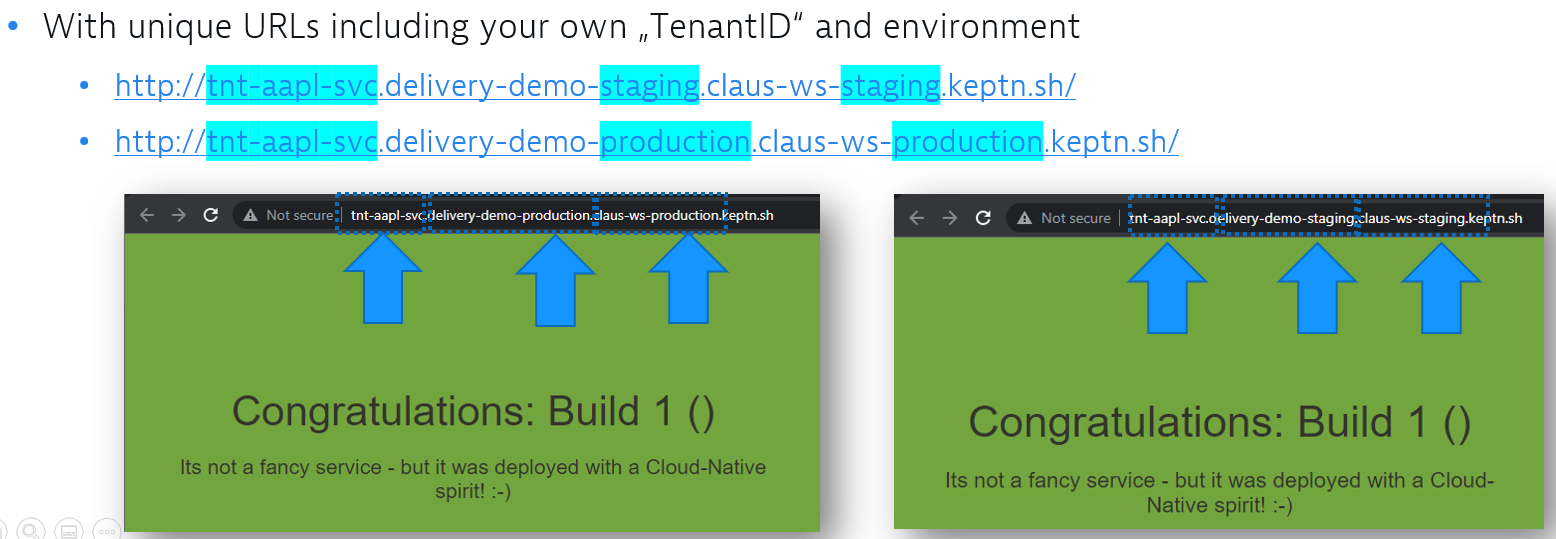 With unique URLs including your own „TenantID“ and environment
http://tnt-aapl-svc.delivery-demo-staging.claus-ws-staging.keptn.sh/
http://tnt-aapl-svc.delivery-demo-production.claus-ws-production.keptn.sh/
Not secure | tnt-aapl-svc.delivery-demo-production.claus-ws-production.keptn.sh
Congratulations: Build 1 ()
Its not a fancy service - but it was deployed with a Cloud-Native
spirit! :-)
Not secure | tnt-aapl-svc.delivery-demo-staging.claus-ws-staging.keptn.sh
Congratulations: Build 1 ()
Its not a fancy service - but it was deployed with a Cloud-
Native spirit! :-)